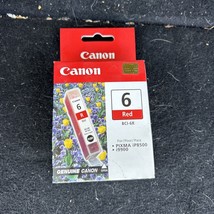 Canon
Canon
6
Red
BCI-6R
6
R
PIXMA iP8500
i9900
GENUINE CANON